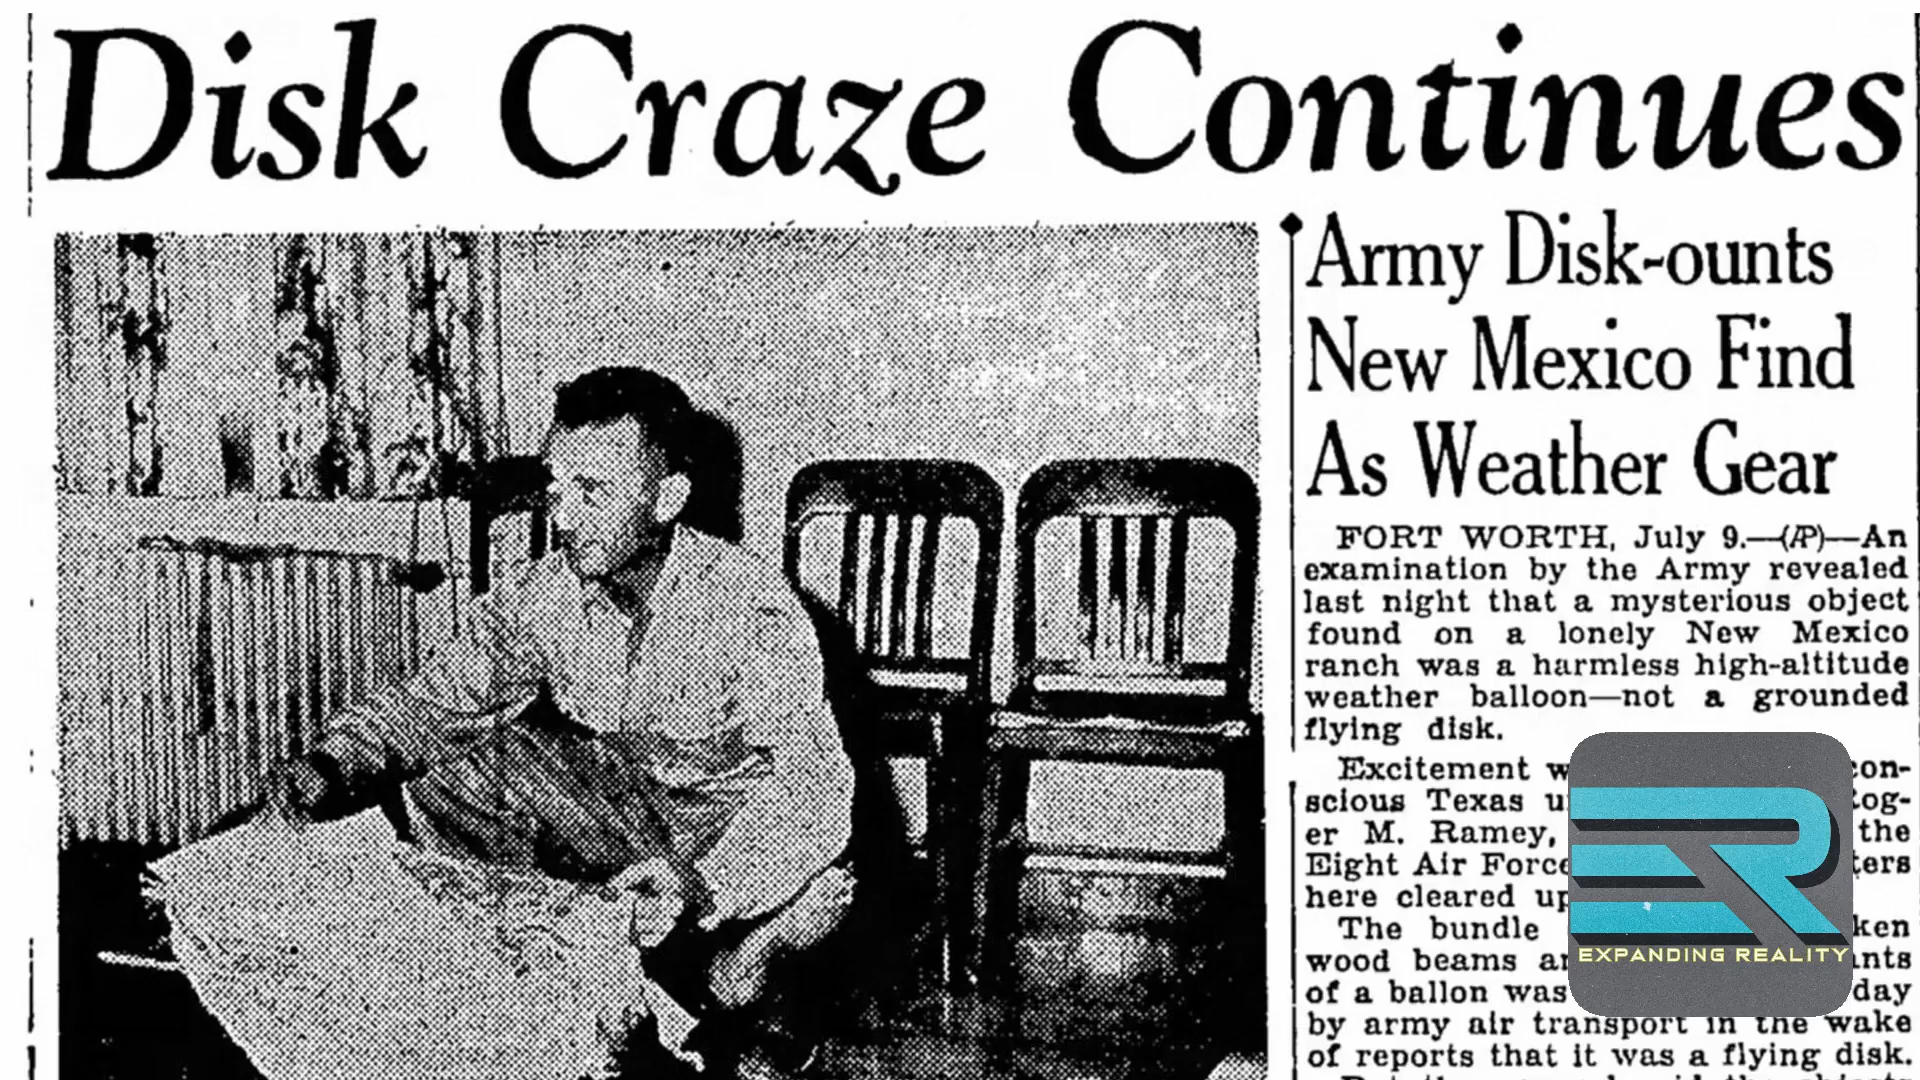 Disk Craze Continues
Army Disk-ounts
New Mexico Find
As Weather Gear
FORT WORTH, July 9.—(AP)—An
examination by the Army revealed
last night that a mysterious object
found on a lonely New Mexico
ranch was a harmless high-altitude
weather balloon—not a grounded
flying disk.
Excitement con-
scious Texas
er M. Ramey, the
Eight Air Force
here cleared up
The bundle
wood beams
of a ballon was day
by army air transport in the wake
of reports that it was a flying disk.
EXPANDING REALITY